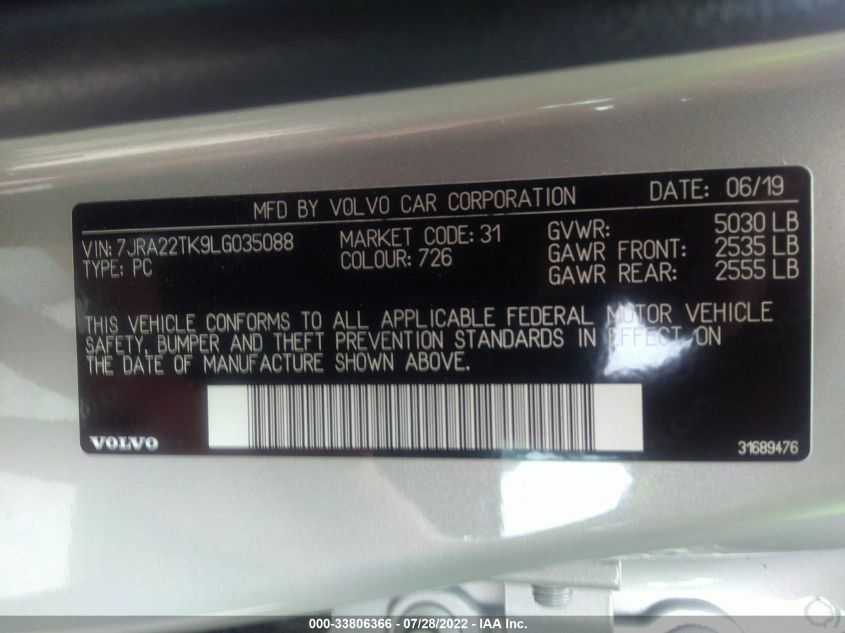 MFD BY VOLVO CAR CORPORATION DATE: 06/19
VIN: 7JRA22TK9LG035088 MARKET CODE: 31 GVWR: 5030 LB
TYPE: PC COLOUR: 726 GAWR FRONT: 2535 LB
GAWR REAR: 2555 LB
THIS VEHICLE CONFORMS TO ALL APPLICABLE FEDERAL MOTOR VEHICLE
SAFETY, BUMPER AND THEFT PREVENTION STANDARDS IN EFFECT ON
THE DATE OF MANUFACTURE SHOWN ABOVE.
VOLVO 31689476
000-33806366 - 07/28/2022 - IAA Inc.